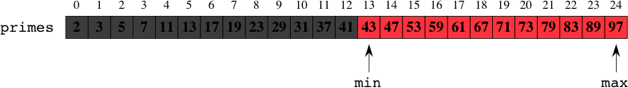 0 1 2 3 4 5 6 7 8 9 10 11 12 13 14 15 16 17 18 19 20 21 22 23 24
primes 2 3 5 7 11 13 17 19 23 29 31 37 41 43 47 53 59 61 67 71 73 79 83 89 97
min max